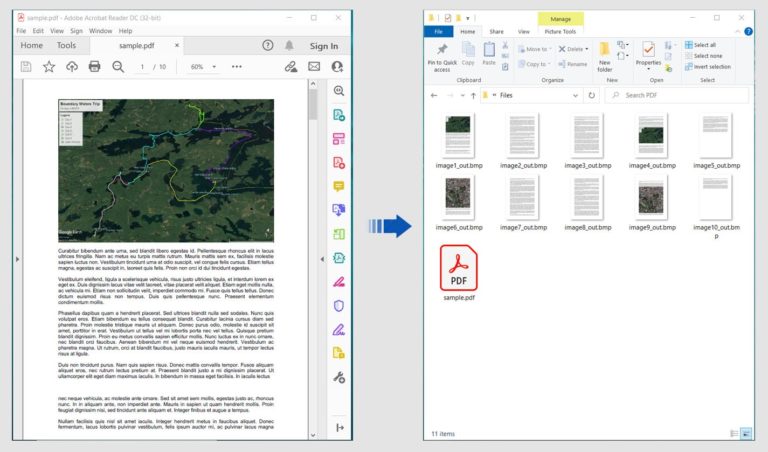 sample.pdf - Adobe Acrobat Reader DC (32-bit)
File Edit View Sign Window Help
Home Tools sample.pdf × ? Sign In
1 / 10 60%
Boundary Waters Trip
Google Earth
Curabitur bibendum ante urna, sed blandit libero egestas id. Pellentesque rhoncus elit in lacus
ultrices fringilla. Nam ac metus eu turpis mattis rutrum. Mauris mattis sem ex, facilisis molestie
sapien luctus non. Vestibulum tincidunt urna at odio suscipit, vel congue felis cursus. Etiam tellus
magna, egestas ac suscipit in, laoreet quis felis. Proin non orci id dui tincidunt egestas.
Vestibulum eleifend, ligula a scelerisque vehicula, risus justo ultricies ligula, et interdum lorem ex
eget ex. Duis dignissim lacus vitae velit laoreet, vitae placerat velit aliquet. Etiam eget mollis nulla,
ac vehicula mi. Etiam non sollicitudin velit, imperdiet commodo mi. Fusce quis tellus tellus. Donec
dictum euismod risus non tempus. Duis quis pellentesque nunc. Praesent elementum
condimentum mollis.
Phasellus dapibus quam a hendrerit placerat. Sed ultrices blandit nulla sed sodales. Nunc quis
volutpat eros. Etiam bibendum eu tellus consequat blandit. Curabitur lacinia cursus diam sed
pharetra. Proin molestie tristique mauris ut aliquam. Donec purus odio, molestie id suscipit sit
amet, porttitor in erat. Vestibulum ut tellus vel mi lobortis porta nec vel tellus. Quisque pretium
blandit dignissim. Proin eu metus convallis sapien efficitur mollis. Nunc luctus ex in nunc ornare,
nec blandit orci faucibus. Aenean bibendum mi vel neque euismod hendrerit. Vestibulum ac
pharetra magna. Ut rutrum, orci at blandit faucibus, justo mauris iaculis mauris, ut tempor lectus
risus at ligula.
Duis non tincidunt purus. Nam quis sapien risus. Donec mattis convallis tempor. Fusce aliquam
aliquet eros, nec rutrum lectus pretium at. Praesent blandit justo a mi dignissim placerat. Ut
ullamcorper elit eget diam maximus iaculis. In bibendum in massa eget facilisis. In iaculis lectus
nec neque vehicula, ac molestie ante ornare. Sed sit amet sem mollis, egestas justo ac, rhoncus
nunc. In in aliquam ante, non imperdiet ante. Mauris in sapien ut quam hendrerit mollis. Proin
feugiat dignissim nisi, sed tincidunt ante aliquam et. Integer finibus et augue a tempus.
Nullam facilisis quis nisl sit amet iaculis. Integer hendrerit metus in faucibus aliquet. Donec
fermentum, lacus lobortis pulvinar vestibulum, felis ipsum auctor mi, ac pulvinar lacus magna
Manage
File Home Share View Picture Tools
Pin to Quick access
Copy
Paste
Move to
Copy to
Delete
Rename
New folder
Properties
Select all
Select none
Invert selection
Clipboard Organize New Open Select
Files
Search PDF
image1_out.bmp image2_out.bmp image3_out.bmp image4_out.bmp image5_out.bmp
image6_out.bmp image7_out.bmp image8_out.bmp image9_out.bmp image10_out.bm
p
PDF
sample.pdf
11 items